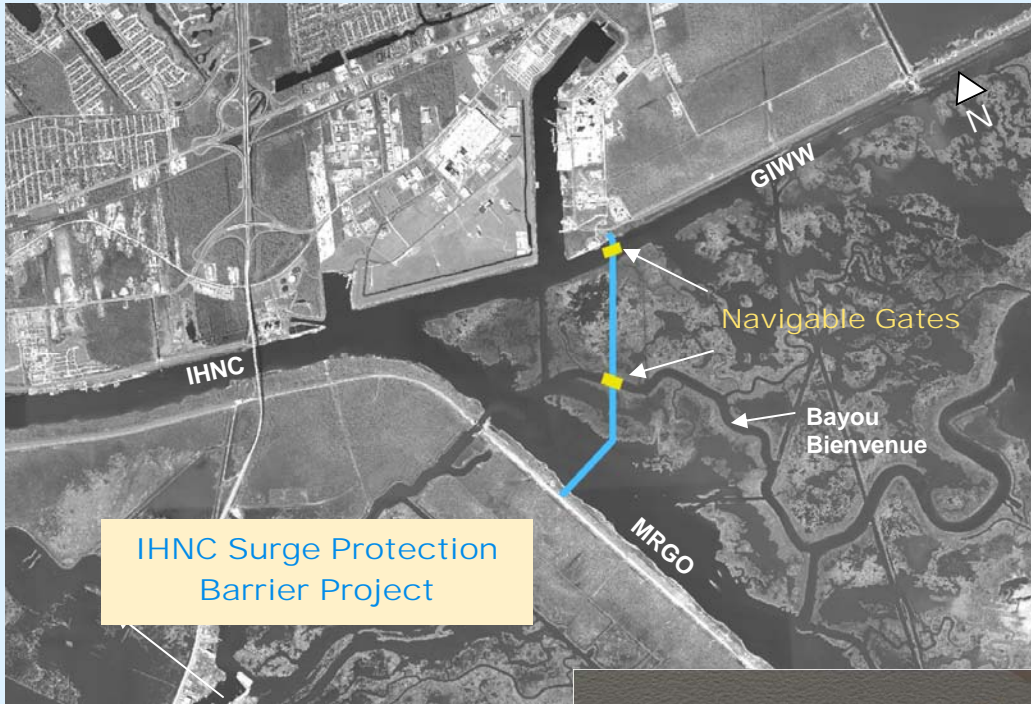 N
GIWW
Navigable Gates
IHNC
Bayou
Bienvenue
MRGO
IHNC Surge Protection
Barrier Project